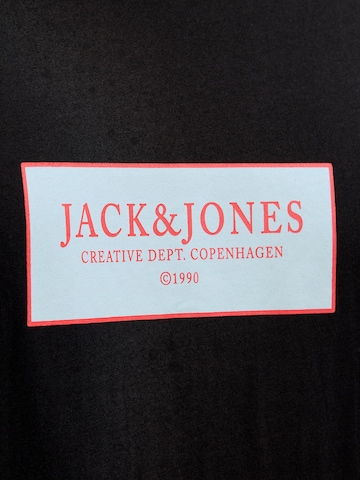 JACK&JONES
CREATIVE DEPT. COPENHAGEN
©1990